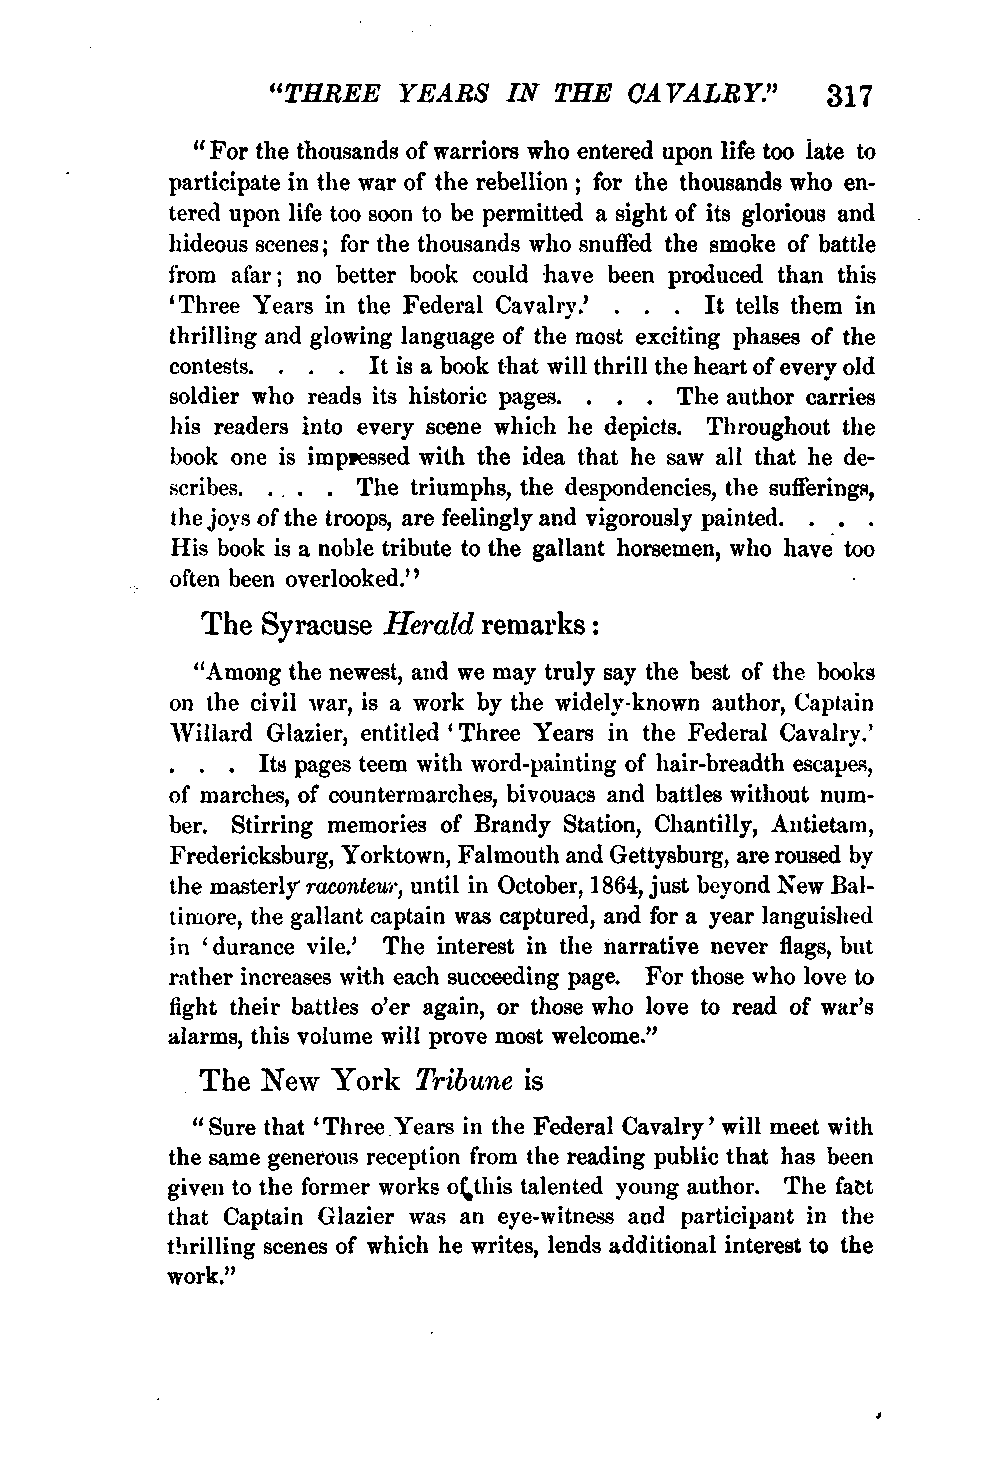 "THREE YEARS IN THE CAVALRY." 317
"For the thousands of warriors who entered upon life too late to
participate in the war of the rebellion; for the thousands who en-
tered upon life too soon to be permitted a sight of its glorious and
hideous scenes; for the thousands who snuffed the smoke of battle
from afar; no better book could have been produced than this
'Three Years in the Federal Cavalry.' . . . It tells them in
thrilling and glowing language of the most exciting phases of the
contests. . . . . It is a book that will thrill the heart of every old
soldier who reads its historic pages. . . . . The author carries
his readers into every scene which he depicts. Throughout the
book one is impressed with the idea that he saw all that he de-
scribes. . . . . The triumphs, the despondencies, the sufferings,
the joys of the troops, are feelingly and vigorously painted. . . . .
His book is a noble tribute to the gallant horsemen, who have too
often been overlooked."
The Syracuse Herald remarks:
"Among the newest, and we may truly say the best of the books
on the civil war, is a work by the widely-known author, Captain
Willard Glazier, entitled 'Three Years in the Federal Cavalry.'
. . . Its pages teem with word-painting of hair-breadth escapes,
of marches, of countermarches, bivouacs and battles without num-
ber. Stirring memories of Brandy Station, Chantilly, Antietam,
Fredericksburg, Yorktown, Falmouth and Gettysburg, are roused by
the masterly raconteur, until in October, 1864, just beyond New Bal-
timore, the gallant captain was captured, and for a year languished
in 'durance vile.' The interest in the narrative never flags, but
rather increases with each succeeding page. For those who love to
fight their battles o'er again, or those who love to read of war's
alarms, this volume will prove most welcome."
The New York Tribune is
"Sure that 'Three Years in the Federal Cavalry' will meet with
the same generous reception from the reading public that has been
given to the former works of this talented young author. The fact
that Captain Glazier was an eye-witness and participant in the
thrilling scenes of which he writes, lends additional interest to the
work."